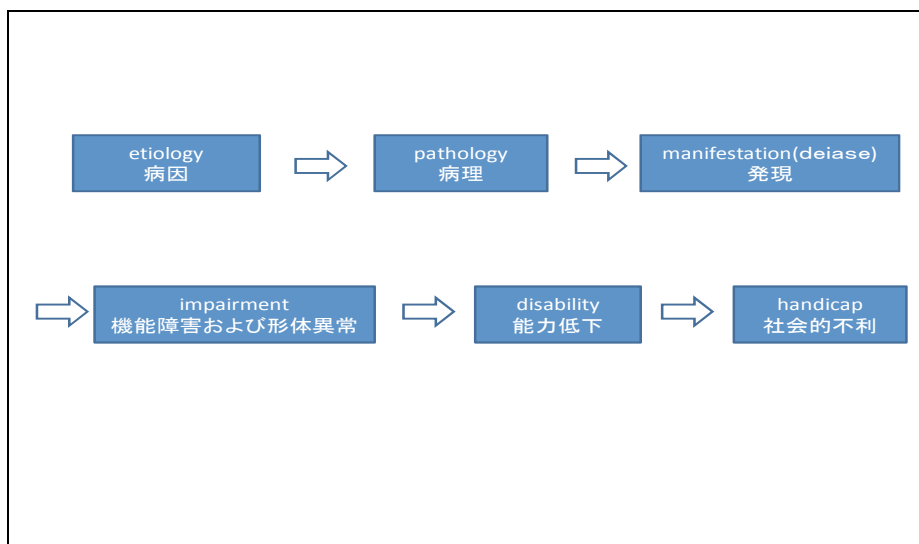 etiology
病因
pathology
病理
manifestation(deiase)
発現
impairment
機能障害および形体異常
disability
能力低下
handicap
社会的不利